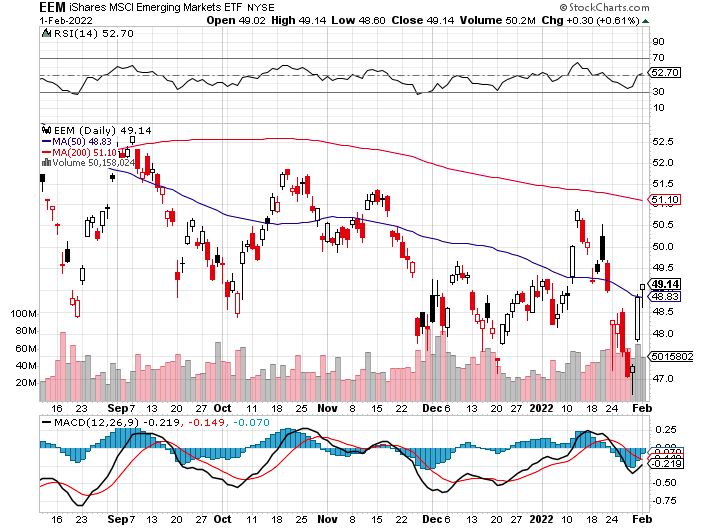 EEM iShares MSCI Emerging Markets ETF NYSE © StockCharts.com
1-Feb-2022 Open 49.02 High 49.14 Low 48.60 Close 49.14 Volume 50.2M Chg +0.30 (+0.61%)
RSI(14) 52.70
90
70
52.70
30
10
EEM (Daily) 49.14
MA(50) 48.83
MA(200) 51.10
Volume 50,158,024
52.5
52.0
51.5
51.10
50.5
50.0
49.5
49.14
48.83
48.5
48.0
5015802
47.0
100M
80M
60M
40M
20M
16 23 Sep 7 13 20 27 Oct 11 18 25 Nov 8 15 22 Dec 6 13 20 27 2022 10 18 24 Feb
MACD(12,26,9) -0.219, -0.149, -0.070
0.25
-0.219
-0.50
-0.75
16 23 Sep 7 13 20 27 Oct 11 18 25 Nov 8 15 22 Dec 6 13 20 27 2022 10 18 24 Feb